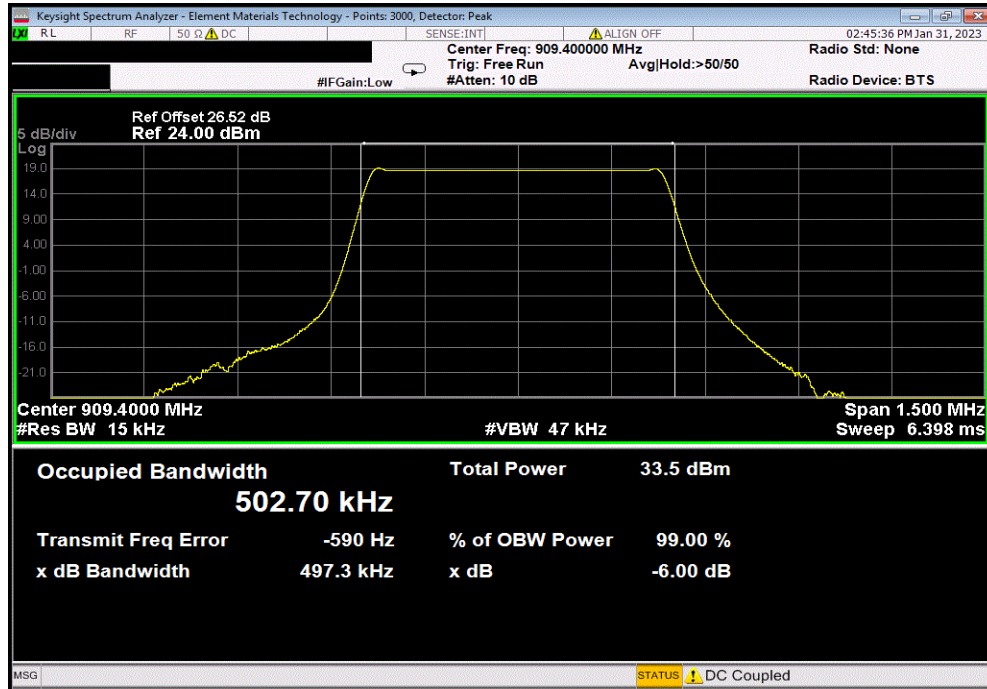 Keysight Spectrum Analyzer - Element Materials Technology - Points: 3000, Detector: Peak
LXI RL RF 50 Ω DC SENSE:INT ALIGN OFF 02:45:36 PM Jan 31, 2023
Center Freq: 909.400000 MHz Radio Std: None
Trig: Free Run Avg|Hold:>50/50
#IFGain:Low #Atten: 10 dB Radio Device: BTS
Ref Offset 26.52 dB
5 dB/div Ref 24.00 dBm
Log
19.0
14.0
9.00
4.00
-1.00
-6.00
-11.0
-16.0
-21.0
Center 909.4000 MHz Span 1.500 MHz
#Res BW 15 kHz #VBW 47 kHz Sweep 6.398 ms
Occupied Bandwidth Total Power 33.5 dBm
502.70 kHz
Transmit Freq Error -590 Hz % of OBW Power 99.00 %
x dB Bandwidth 497.3 kHz x dB -6.00 dB
MSG STATUS DC Coupled